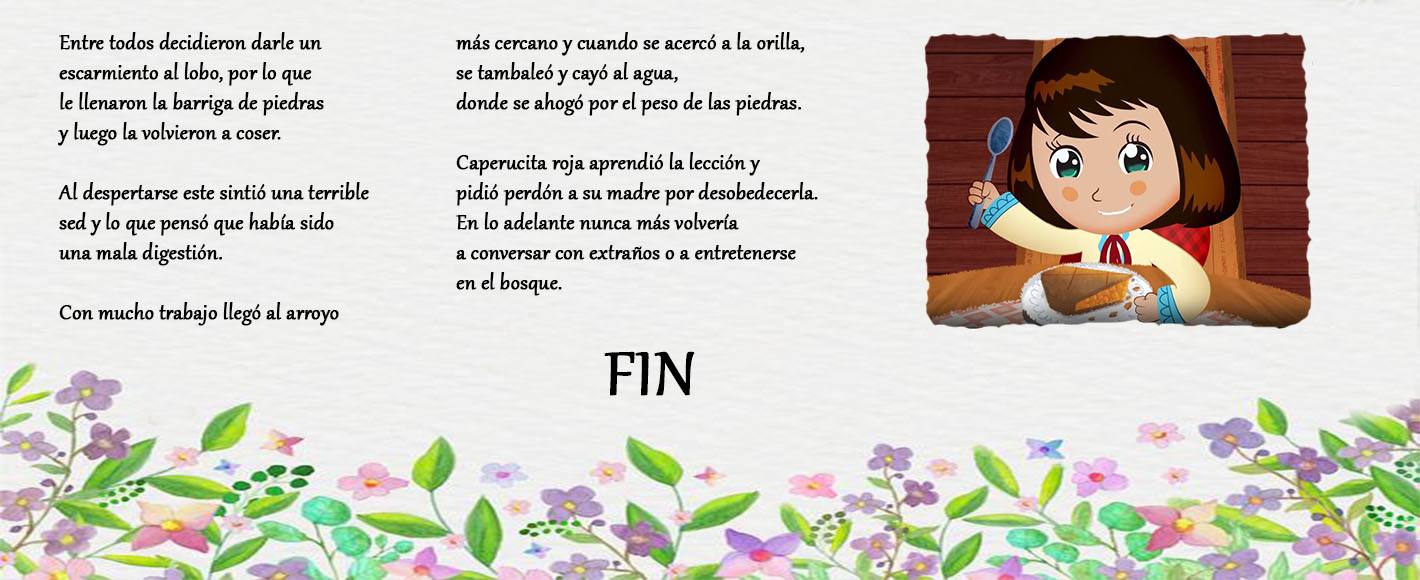 Entre todos decidieron darle un
escarmiento al lobo, por lo que
le llenaron la barriga de piedras
y luego la volvieron a coser.
Al despertarse este sintió una terrible
sed y lo que pensó que había sido
una mala digestión.
Con mucho trabajo llegó al arroyo
más cercano y cuando se acercó a la orilla,
se tambaleó y cayó al agua,
donde se ahogó por el peso de las piedras.
Caperucita roja aprendió la lección y
pidió perdón a su madre por desobedecerla.
En lo adelante nunca más volvería
a conversar con extraños o a entretenerse
en el bosque.
FIN